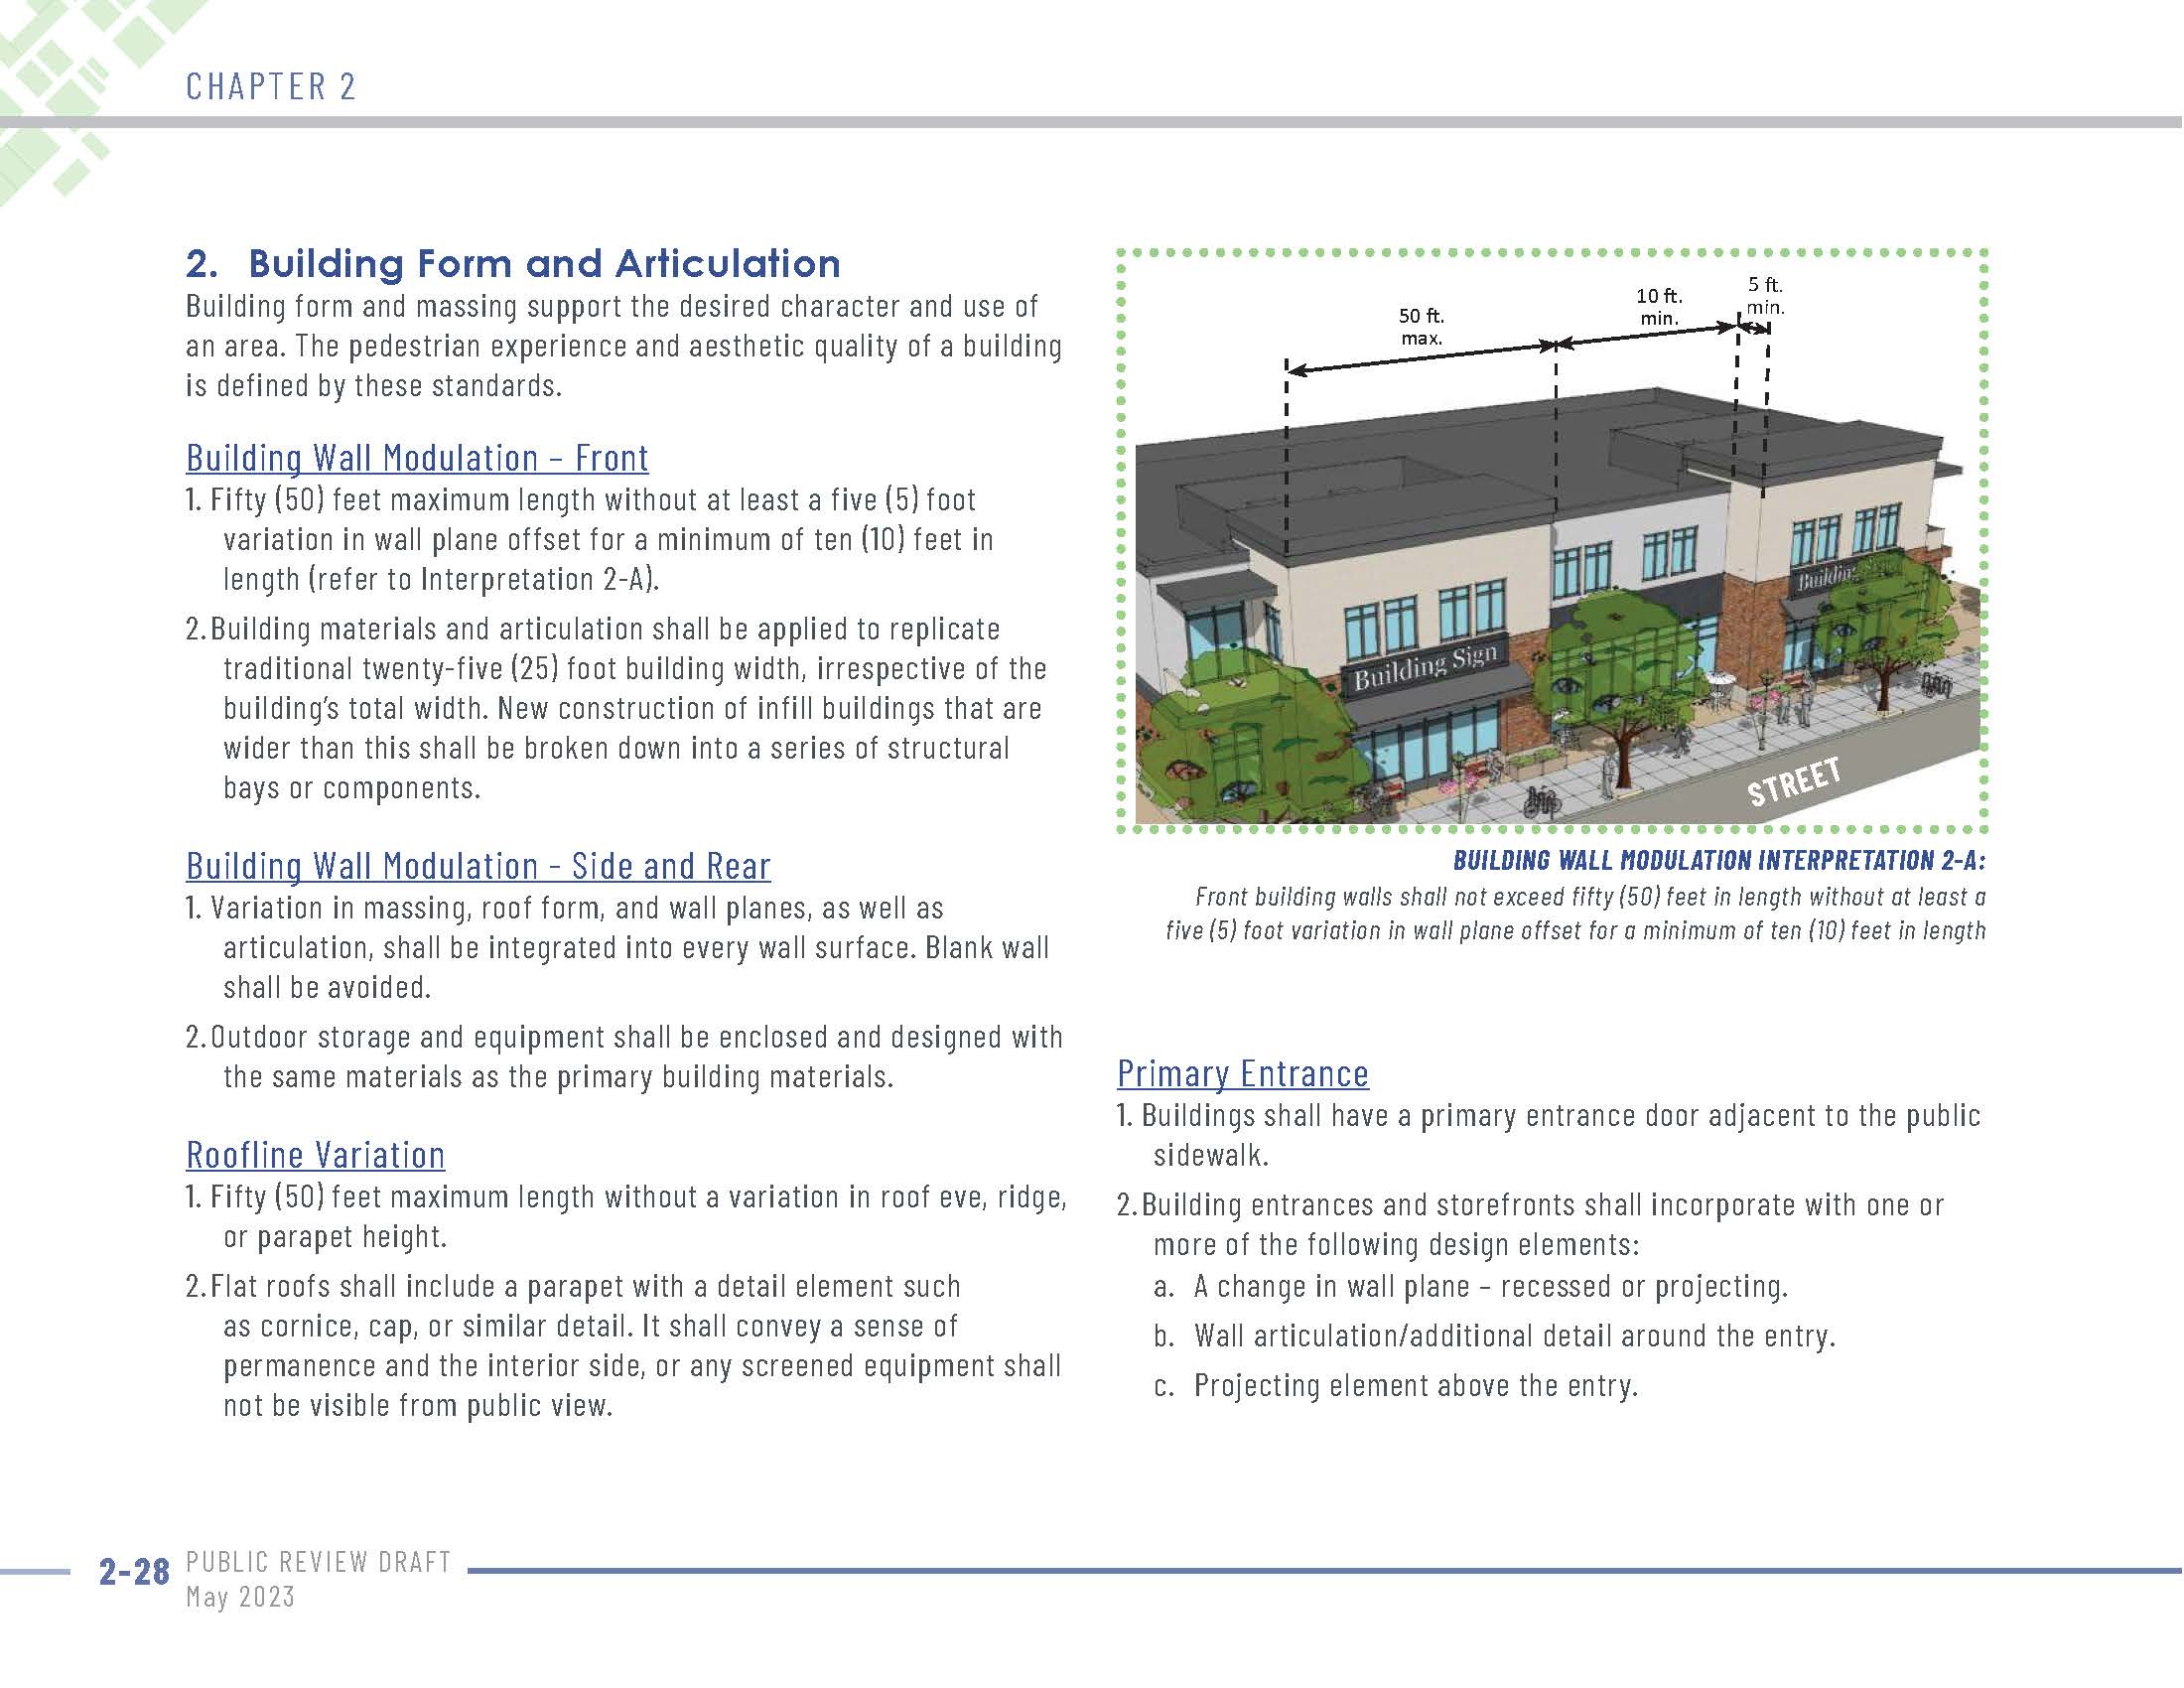 CHAPTER 2
2. Building Form and Articulation
Building form and massing support the desired character and use of
an area. The pedestrian experience and aesthetic quality of a building
is defined by these standards.
Building Wall Modulation – Front
1. Fifty (50) feet maximum length without at least a five (5) foot
variation in wall plane offset for a minimum of ten (10) feet in
length (refer to Interpretation 2-A).
2. Building materials and articulation shall be applied to replicate
traditional twenty-five (25) foot building width, irrespective of the
building's total width. New construction of infill buildings that are
wider than this shall be broken down into a series of structural
bays or components.
Building Wall Modulation – Side and Rear
1. Variation in massing, roof form, and wall planes, as well as
articulation, shall be integrated into every wall surface. Blank wall
shall be avoided.
2. Outdoor storage and equipment shall be enclosed and designed with
the same materials as the primary building materials.
Roofline Variation
1. Fifty (50) feet maximum length without a variation in roof eve, ridge,
or parapet height.
2. Flat roofs shall include a parapet with a detail element such
as cornice, cap, or similar detail. It shall convey a sense of
permanence and the interior side, or any screened equipment shall
not be visible from public view.
50 ft.
max.
10 ft.
min.
5 ft.
min.
Building Sign
Building
STREET
BUILDING WALL MODULATION INTERPRETATION 2-A:
Front building walls shall not exceed fifty (50) feet in length without at least a
five (5) foot variation in wall plane offset for a minimum of ten (10) feet in length
Primary Entrance
1. Buildings shall have a primary entrance door adjacent to the public
sidewalk.
2. Building entrances and storefronts shall incorporate with one or
more of the following design elements:
a. A change in wall plane – recessed or projecting.
b. Wall articulation/additional detail around the entry.
c. Projecting element above the entry.
2-28 PUBLIC REVIEW DRAFT
May 2023